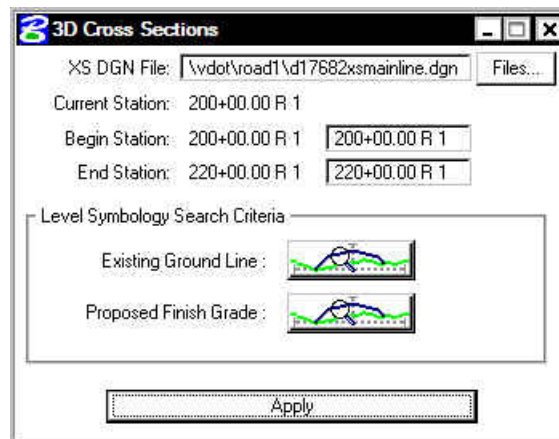 3D Cross Sections
XS DGN File: \vdot\road1\d17682xsmainline.dgn Files...
Current Station: 200+00.00 R 1
Begin Station: 200+00.00 R 1 200+00.00 R 1
End Station: 220+00.00 R 1 220+00.00 R 1
Level Symbology Search Criteria
Existing Ground Line :
Proposed Finish Grade :
Apply